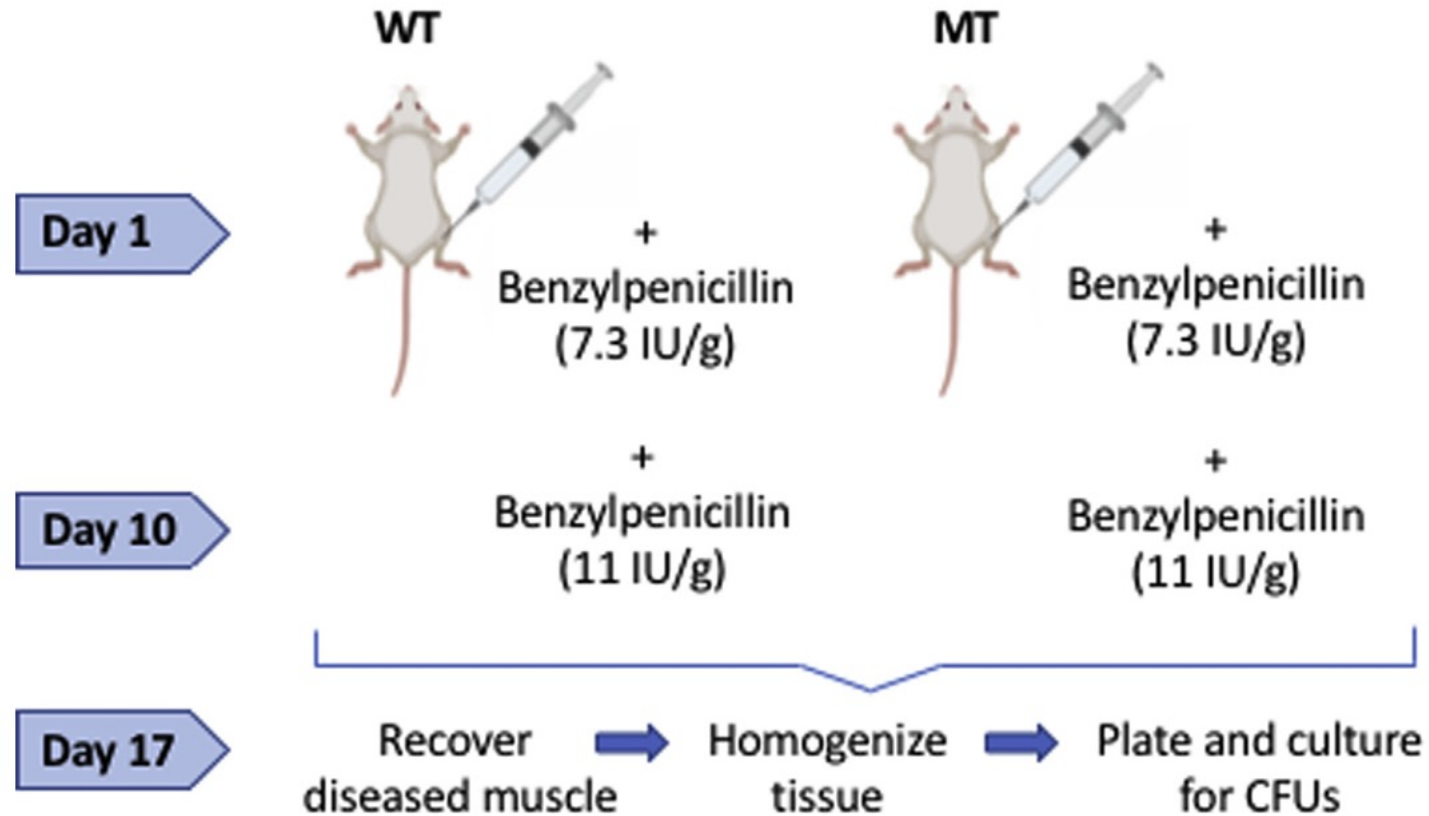 WT
MT
Day 1
+
Benzylpenicillin
(7.3 IU/g)
+
Benzylpenicillin
(7.3 IU/g)
Day 10
+
Benzylpenicillin
(11 IU/g)
+
Benzylpenicillin
(11 IU/g)
Day 17
Recover
diseased muscle
Homogenize
tissue
Plate and culture
for CFUs